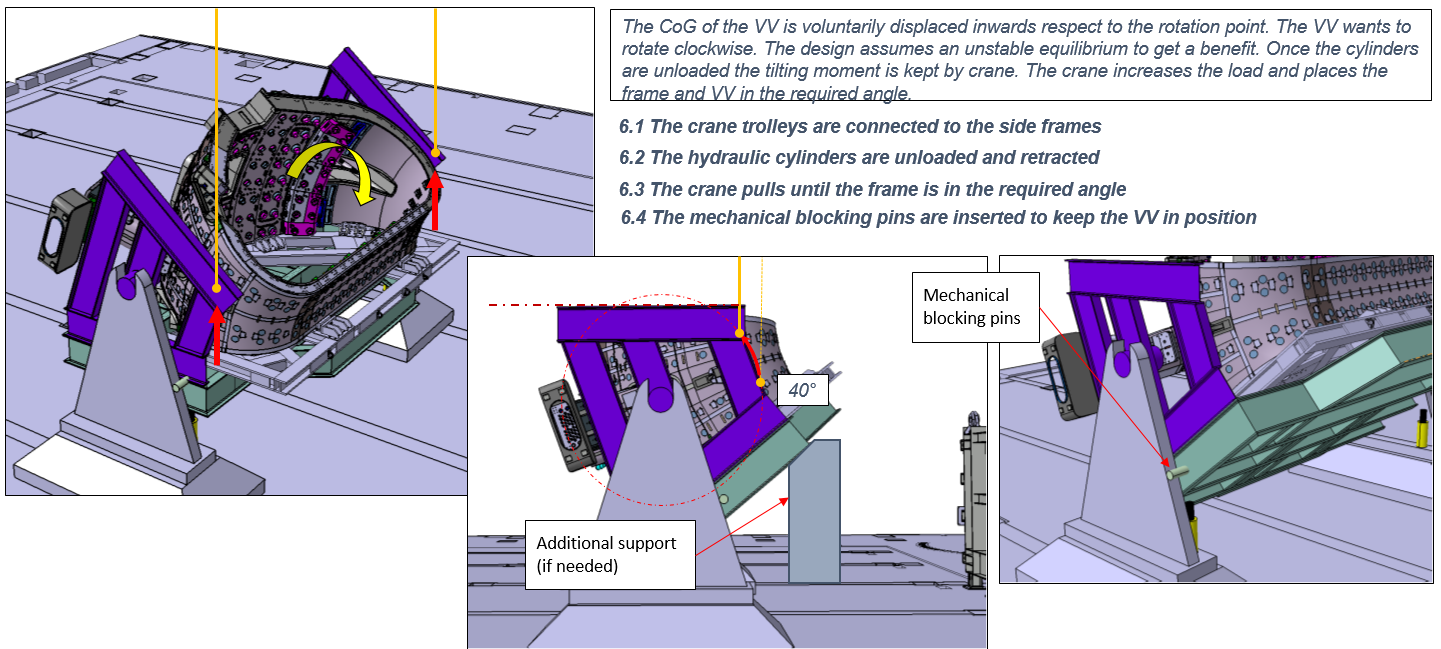 The CoG of the VV is voluntarily displaced inwards respect to the rotation point. The VV wants to
rotate clockwise. The design assumes an unstable equilibrium to get a benefit. Once the cylinders
are unloaded the tilting moment is kept by crane. The crane increases the load and places the
frame and VV in the required angle.
6.1 The crane trolleys are connected to the side frames
6.2 The hydraulic cylinders are unloaded and retracted
6.3 The crane pulls until the frame is in the required angle
6.4 The mechanical blocking pins are inserted to keep the VV in position
Mechanical
blocking pins
40°
Additional support
(if needed)